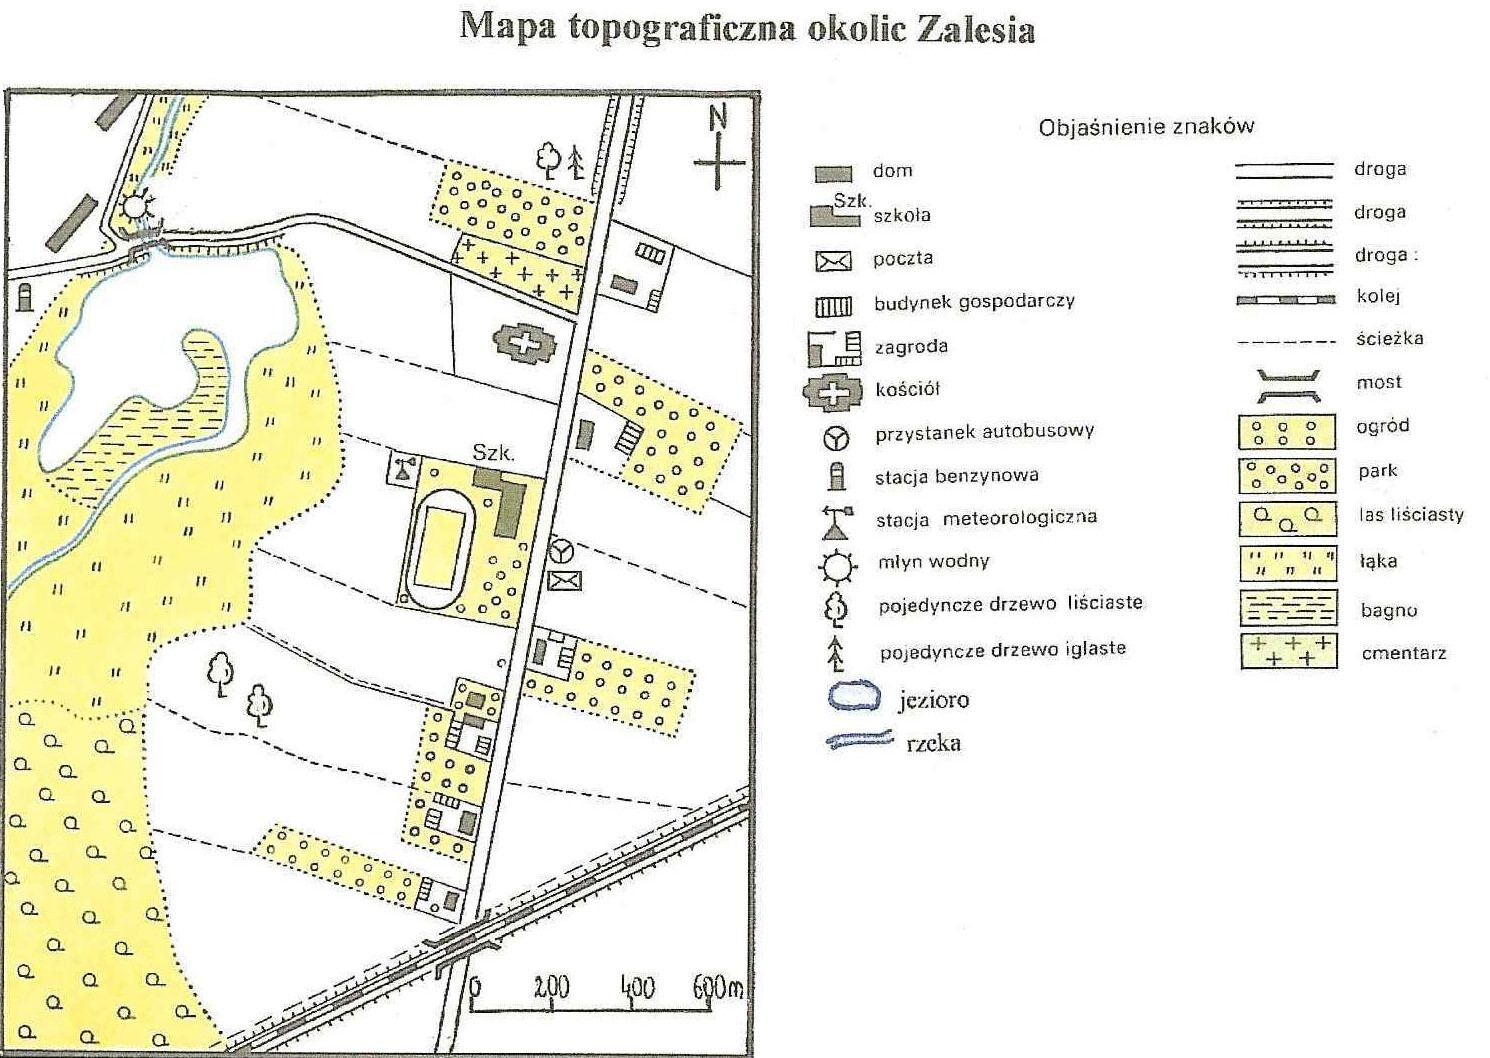 Mapa topograficzna okolic Zalesia
N
Szk.
0 200 400 600m
Objaśnienie znaków
dom
Szk.
szkoła
poczta
budynek gospodarczy
zagroda
kościół
przystanek autobusowy
stacja benzynowa
stacja meteorologiczna
młyn wodny
pojedyncze drzewo liściaste
pojedyncze drzewo iglaste
jezioro
rzeka
droga
droga
droga :
kolej
ścieżka
most
ogród
park
las liściasty
łąka
bagno
cmentarz